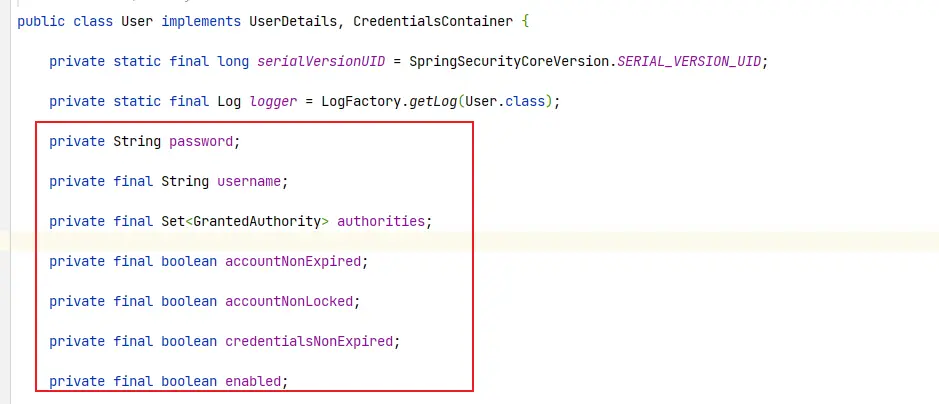 public class User implements UserDetails, CredentialsContainer {
private static final long serialVersionUID = SpringSecurityCoreVersion.SERIAL_VERSION_UID;
private static final Log logger = LogFactory.getLog(User.class);
private String password;
private final String username;
private final Set<GrantedAuthority> authorities;
private final boolean accountNonExpired;
private final boolean accountNonLocked;
private final boolean credentialsNonExpired;
private final boolean enabled;